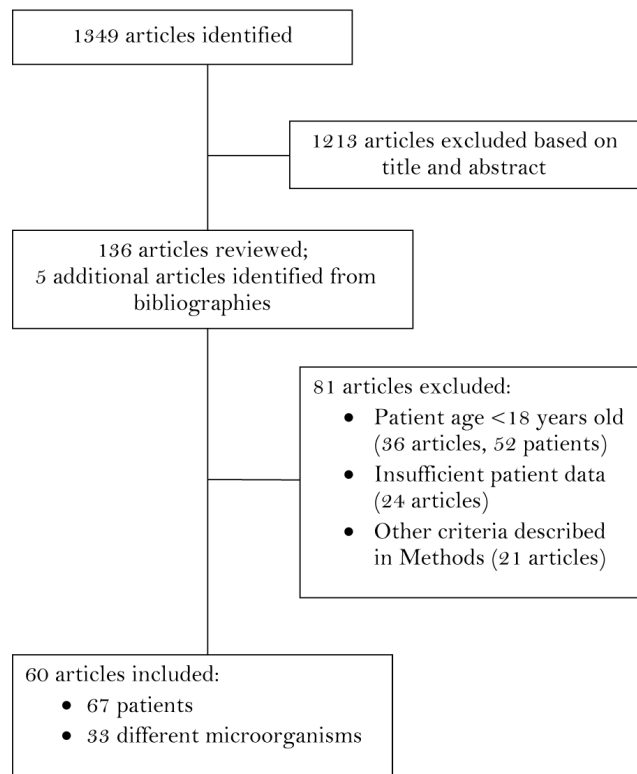 1349 articles identified
1213 articles excluded based on
title and abstract
136 articles reviewed;
5 additional articles identified from
bibliographies
81 articles excluded:
• Patient age <18 years old
(36 articles, 52 patients)
• Insufficient patient data
(24 articles)
• Other criteria described
in Methods (21 articles)
60 articles included:
• 67 patients
• 33 different microorganisms